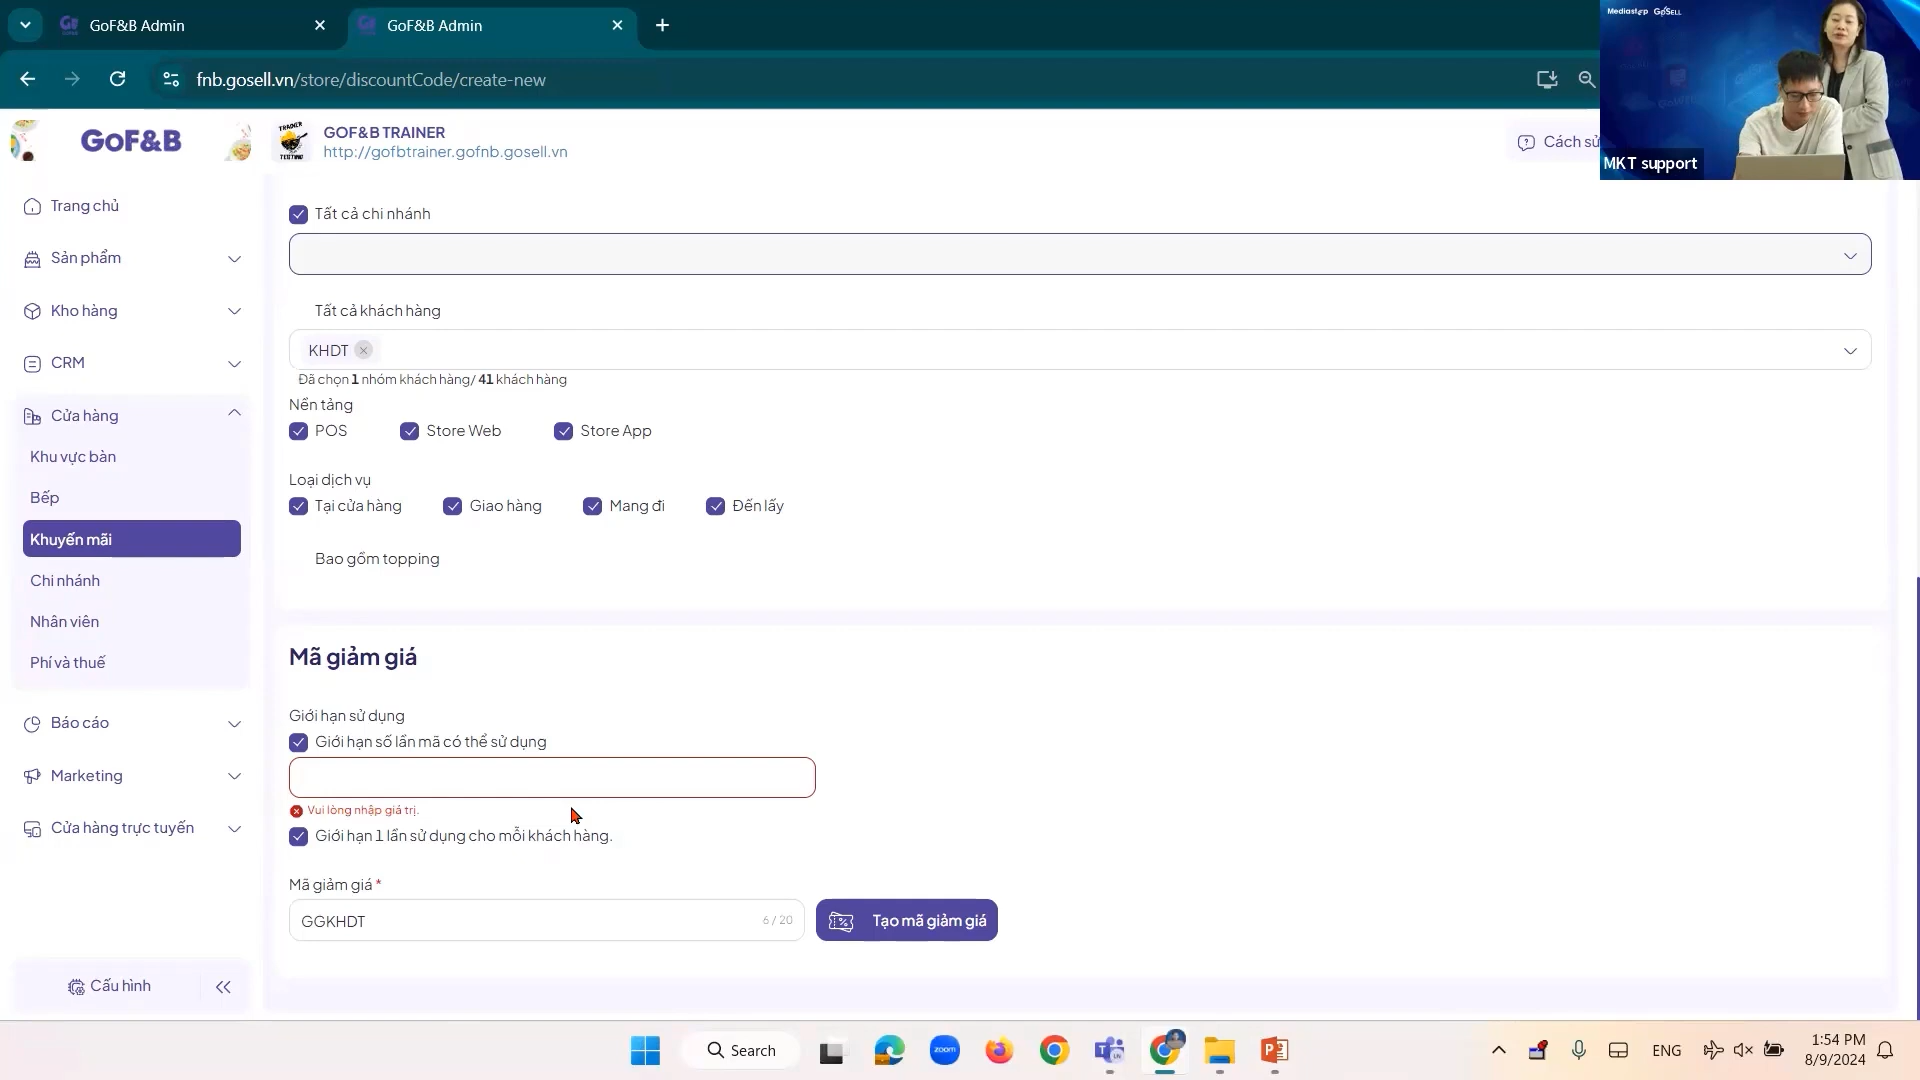 GoF&B Admin
GoF&B Admin
fnb.gosell.vn/store/discountCode/create-new
Mediastep GoSELL
MKT support
GoF&B
GOF&B TRAINER
http://gofbtrainer.gofnb.gosell.vn
Cách sử
Trang chủ
Sản phẩm
Kho hàng
CRM
Cửa hàng
Khu vực bàn
Bếp
Khuyến mãi
Chi nhánh
Nhân viên
Phí và thuế
Báo cáo
Marketing
Cửa hàng trực tuyến
Cấu hình
Tất cả chi nhánh
Tất cả khách hàng
KHDT
Đã chọn 1 nhóm khách hàng/ 41 khách hàng
Nền tảng
POS Store Web Store App
Loại dịch vụ
Tại cửa hàng Giao hàng Mang đi Đến lấy
Bao gồm topping
Mã giảm giá
Giới hạn sử dụng
Giới hạn số lần mã có thể sử dụng
Vui lòng nhập giá trị.
Giới hạn 1 lần sử dụng cho mỗi khách hàng.
Mã giảm giá *
GGKHDT 6 / 20
Tạo mã giảm giá
Search
zoom
ENG
1:54 PM
8/9/2024